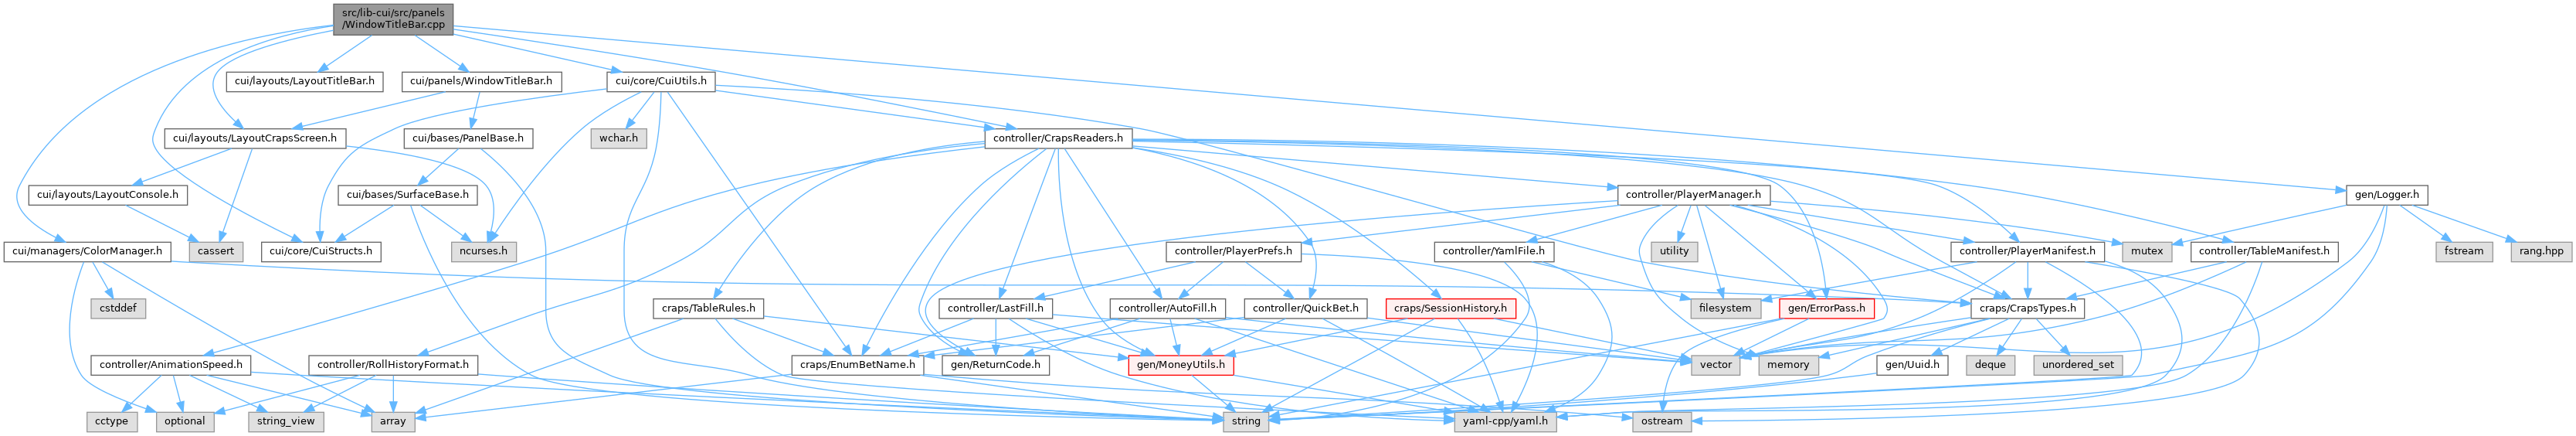 src/lib-cui/src/panels
/WindowTitleBar.cpp
cui/layouts/LayoutTitleBar.h
cui/panels/WindowTitleBar.h
cui/core/CuiUtils.h
cui/layouts/LayoutCrapsScreen.h
cui/bases/PanelBase.h
wchar.h
controller/CrapsReaders.h
cui/layouts/LayoutConsole.h
cui/bases/SurfaceBase.h
controller/PlayerManager.h
gen/Logger.h
cui/managers/ColorManager.h
cassert
cui/core/CuiStructs.h
ncurses.h
controller/PlayerPrefs.h
controller/YamlFile.h
utility
controller/PlayerManifest.h
mutex
controller/TableManifest.h
fstream
rang.hpp
cstddef
craps/TableRules.h
controller/LastFill.h
controller/AutoFill.h
controller/QuickBet.h
craps/SessionHistory.h
filesystem
gen/ErrorPass.h
craps/CrapsTypes.h
controller/AnimationSpeed.h
controller/RollHistoryFormat.h
craps/EnumBetName.h
gen/ReturnCode.h
gen/MoneyUtils.h
vector
memory
gen/Uuid.h
deque
unordered_set
cctype
optional
string_view
array
string
yaml-cpp/yaml.h
ostream